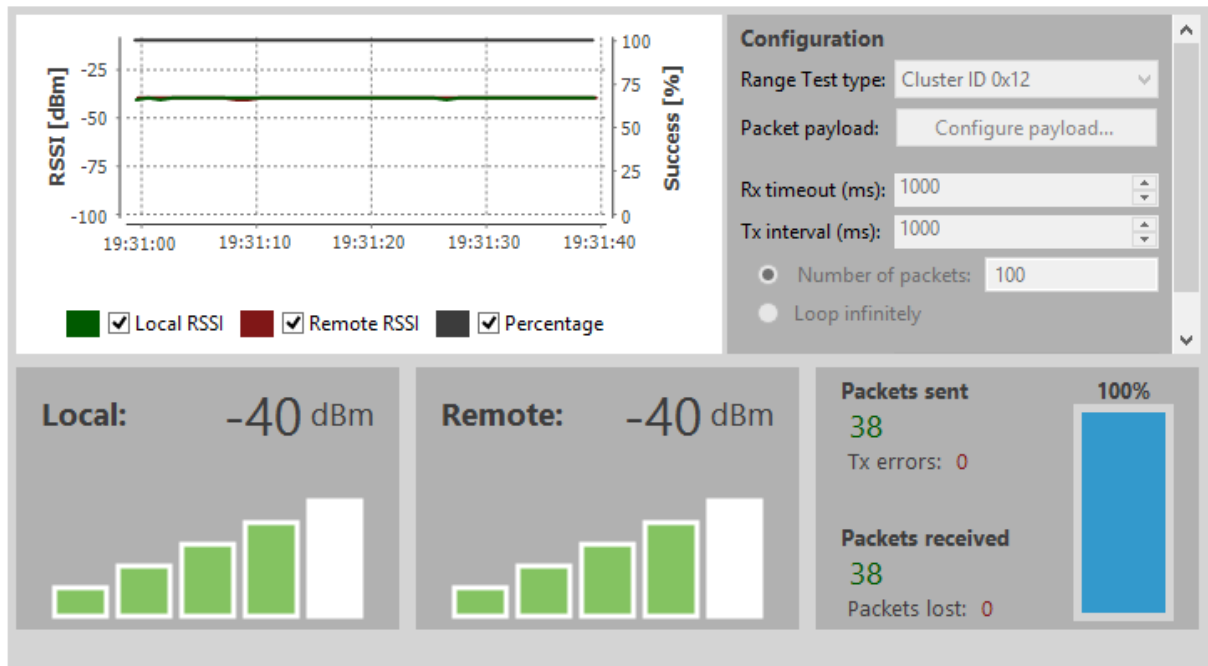 RSSI [dBm]
-25
-50
-75
-100
100
75
50
25
0
Success [%]
19:31:00 19:31:10 19:31:20 19:31:30 19:31:40
Local RSSI Remote RSSI Percentage
Configuration
Range Test type: Cluster ID 0x12
Packet payload: Configure payload...
Rx timeout (ms): 1000
Tx interval (ms): 1000
Number of packets: 100
Loop infinitely
Local: -40 dBm
Remote: -40 dBm
Packets sent
38
Tx errors: 0
Packets received
38
Packets lost: 0
100%